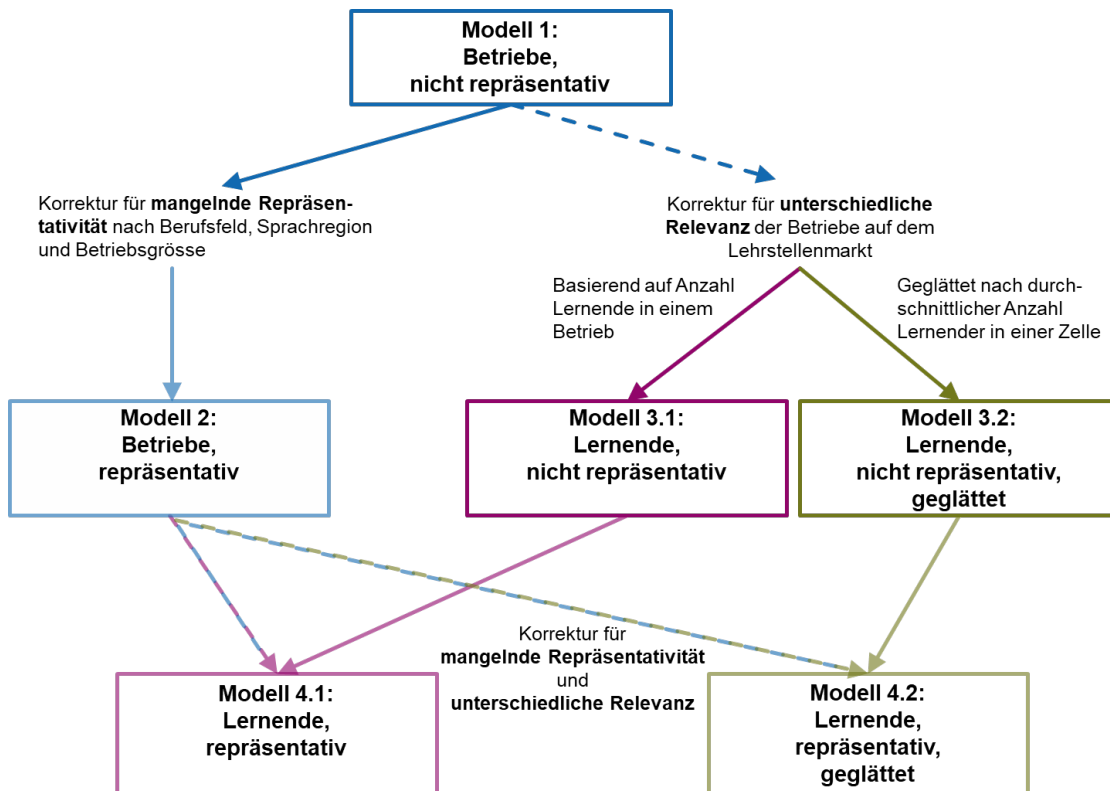 Modell 1:
Betriebe,
nicht repräsentativ
Korrektur für mangelnde Repräsen-
tativität nach Berufsfeld, Sprachregion
und Betriebsgrösse
Korrektur für unterschiedliche
Relevanz der Betriebe auf dem
Lehrstellenmarkt
Basierend auf Anzahl
Lernende in einem
Betrieb
Geglättet nach durch-
schnittlicher Anzahl
Lernender in einer Zelle
Modell 2:
Betriebe,
repräsentativ
Modell 3.1:
Lernende,
nicht repräsentativ
Modell 3.2:
Lernende,
nicht repräsentativ,
geglättet
Korrektur für
mangelnde Repräsentativität
und
unterschiedliche Relevanz
Modell 4.1:
Lernende,
repräsentativ
Modell 4.2:
Lernende,
repräsentativ,
geglättet